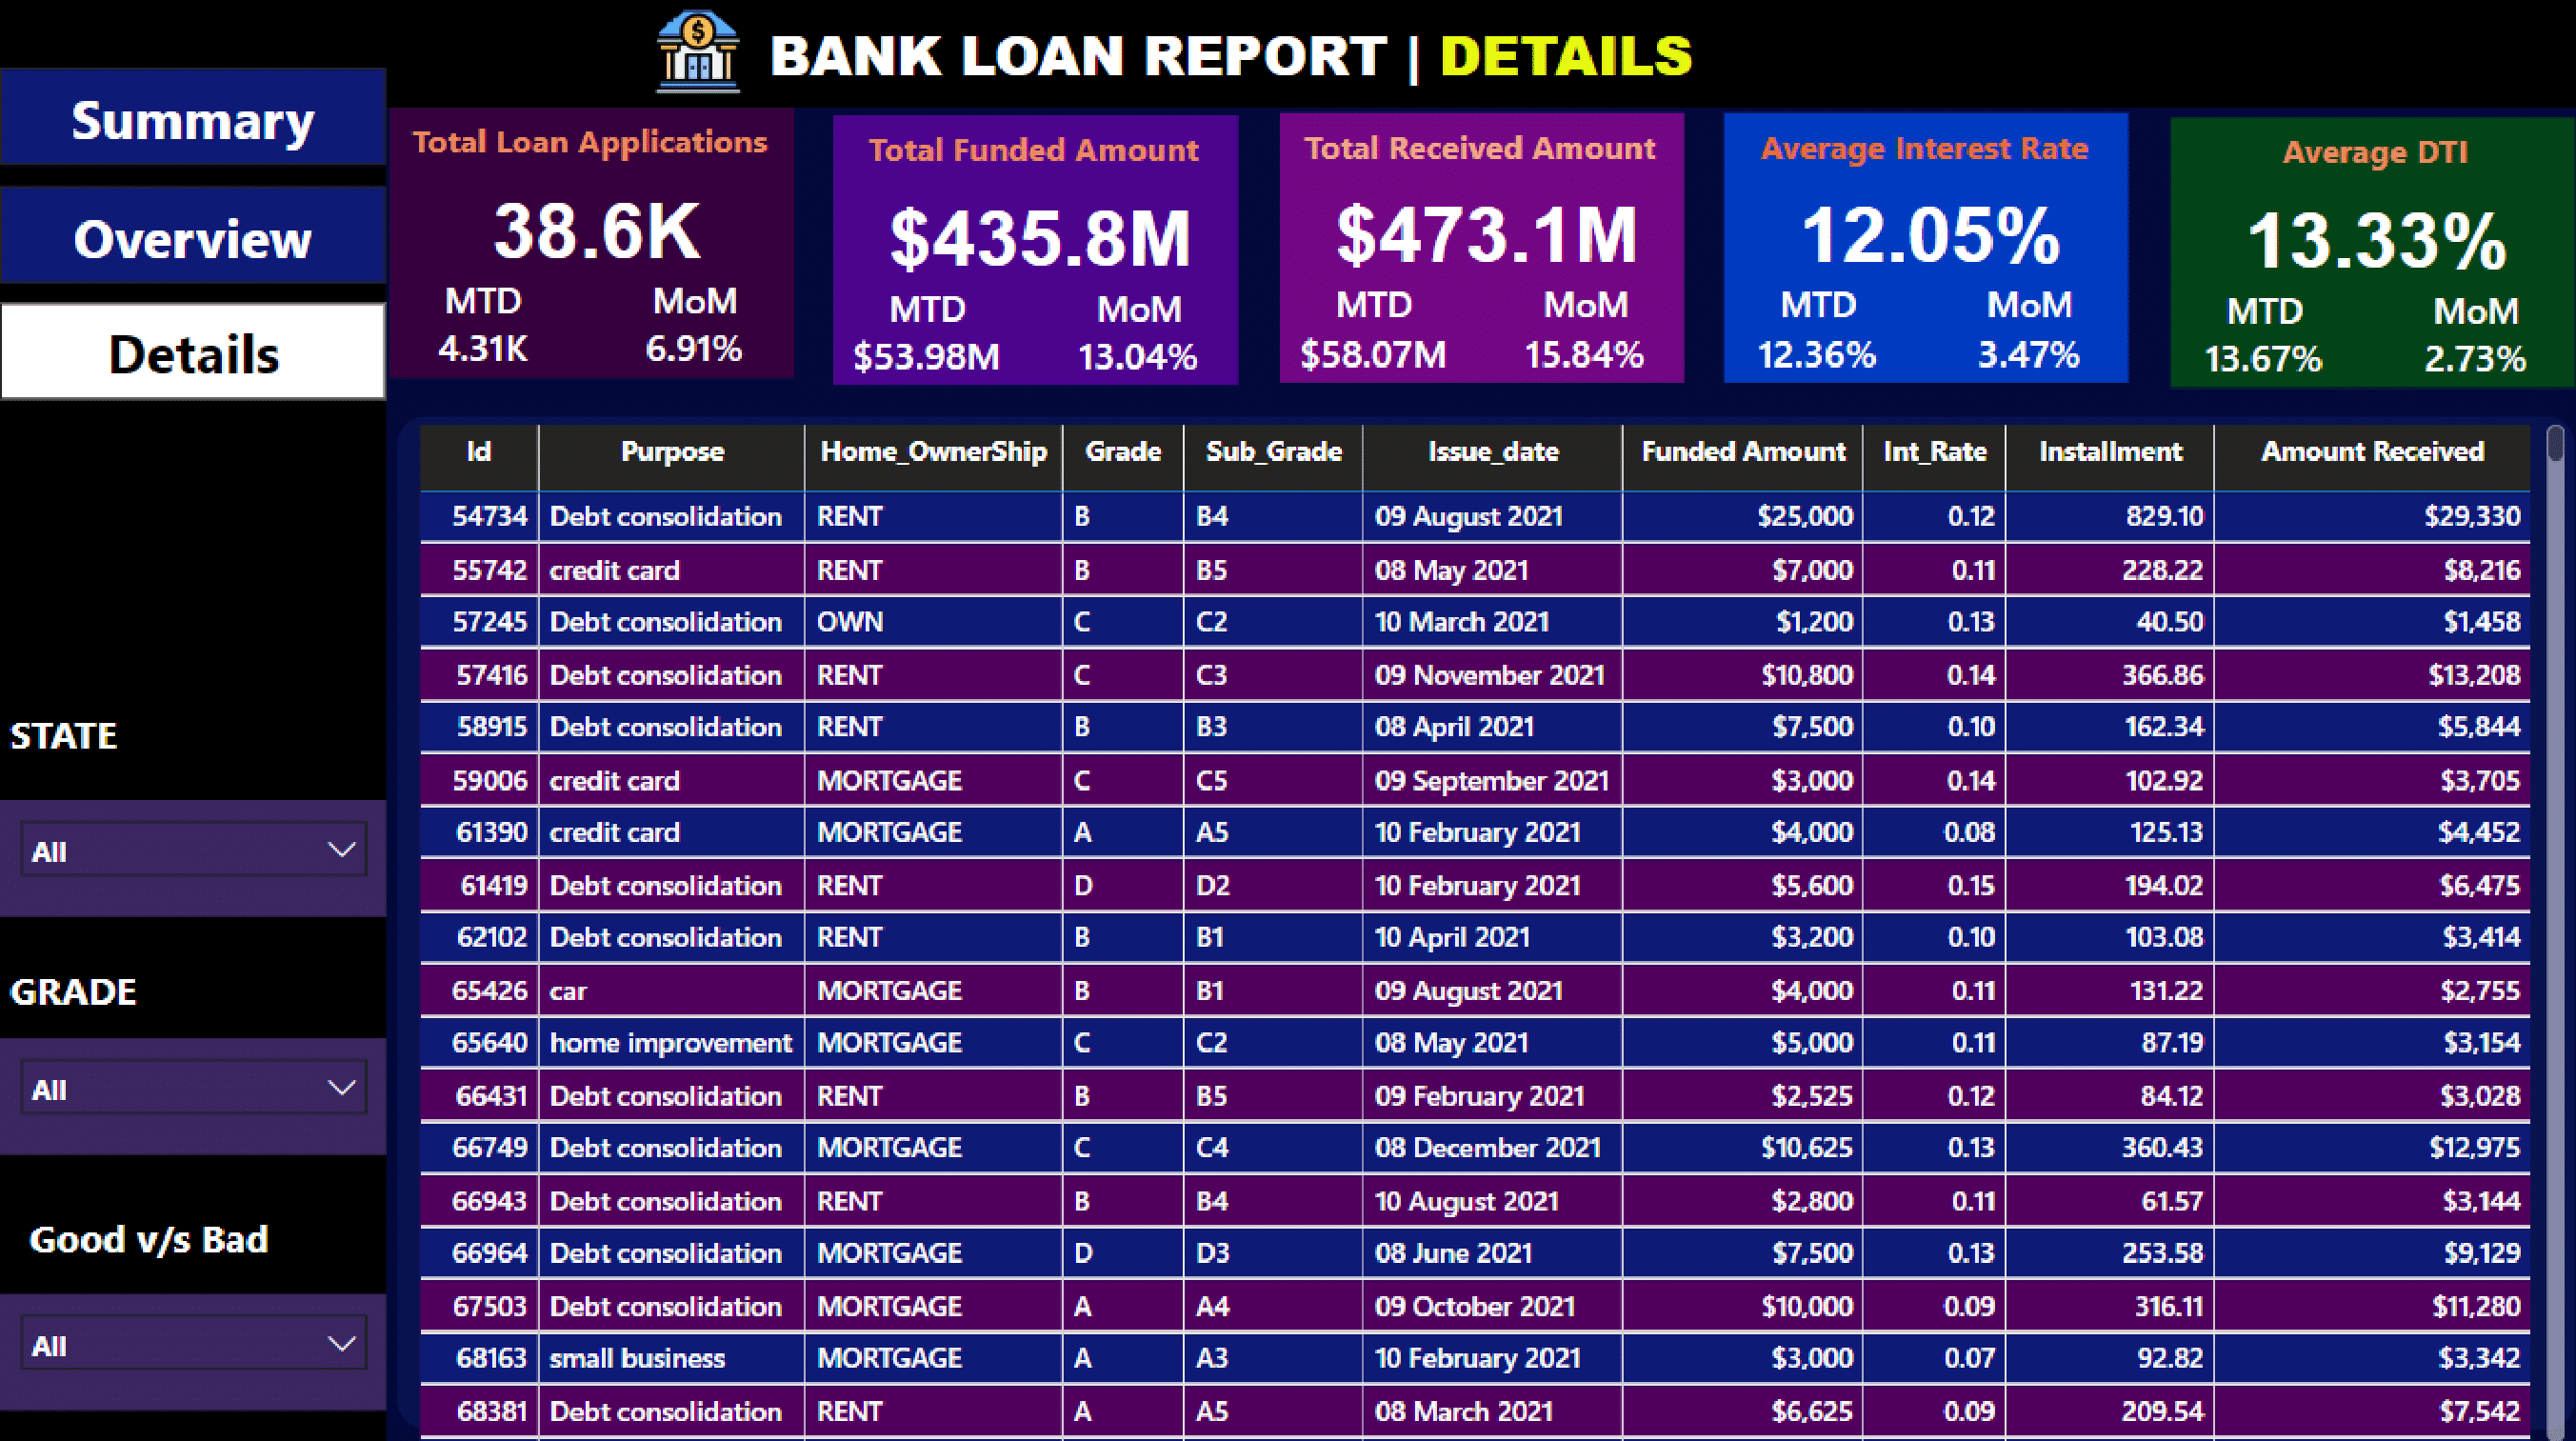 BANK LOAN REPORT | DETAILS
Summary
Overview
Details
Total Loan Applications
38.6K
MTD MoM
4.31K 6.91%
Total Funded Amount
$435.8M
MTD MoM
$53.98M 13.04%
Total Received Amount
$473.1M
MTD MoM
$58.07M 15.84%
Average Interest Rate
12.05%
MTD MoM
12.36% 3.47%
Average DTI
13.33%
MTD MoM
13.67% 2.73%
STATE
All
GRADE
All
Good v/s Bad
All
Id Purpose Home_OwnerShip Grade Sub_Grade Issue_date Funded Amount Int_Rate Installment Amount Received
54734 Debt consolidation RENT B B4 09 August 2021 $25,000 0.12 829.10 $29,330
55742 credit card RENT B B5 08 May 2021 $7,000 0.11 228.22 $8,216
57245 Debt consolidation OWN C C2 10 March 2021 $1,200 0.13 40.50 $1,458
57416 Debt consolidation RENT C C3 09 November 2021 $10,800 0.14 366.86 $13,208
58915 Debt consolidation RENT B B3 08 April 2021 $7,500 0.10 162.34 $5,844
59006 credit card MORTGAGE C C5 09 September 2021 $3,000 0.14 102.92 $3,705
61390 credit card MORTGAGE A A5 10 February 2021 $4,000 0.08 125.13 $4,452
61419 Debt consolidation RENT D D2 10 February 2021 $5,600 0.15 194.02 $6,475
62102 Debt consolidation RENT B B1 10 April 2021 $3,200 0.10 103.08 $3,414
65426 car MORTGAGE B B1 09 August 2021 $4,000 0.11 131.22 $2,755
65640 home improvement MORTGAGE C C2 08 May 2021 $5,000 0.11 87.19 $3,154
66431 Debt consolidation RENT B B5 09 February 2021 $2,525 0.12 84.12 $3,028
66749 Debt consolidation MORTGAGE C C4 08 December 2021 $10,625 0.13 360.43 $12,975
66943 Debt consolidation RENT B B4 10 August 2021 $2,800 0.11 61.57 $3,144
66964 Debt consolidation MORTGAGE D D3 08 June 2021 $7,500 0.13 253.58 $9,129
67503 Debt consolidation MORTGAGE A A4 09 October 2021 $10,000 0.09 316.11 $11,280
68163 small business MORTGAGE A A3 10 February 2021 $3,000 0.07 92.82 $3,342
68381 Debt consolidation RENT A A5 08 March 2021 $6,625 0.09 209.54 $7,542